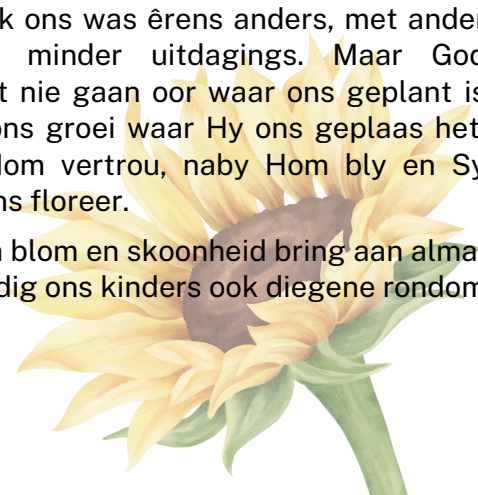 k ons was êrens anders, met ander
minder uitdagings. Maar God
t nie gaan oor waar ons geplant is
ons groei waar Hy ons geplaas het
Hom vertrou, naby Hom bly en Sy
ns floreer.
n blom en skoonheid bring aan almal
dig ons kinders ook diegene rondom